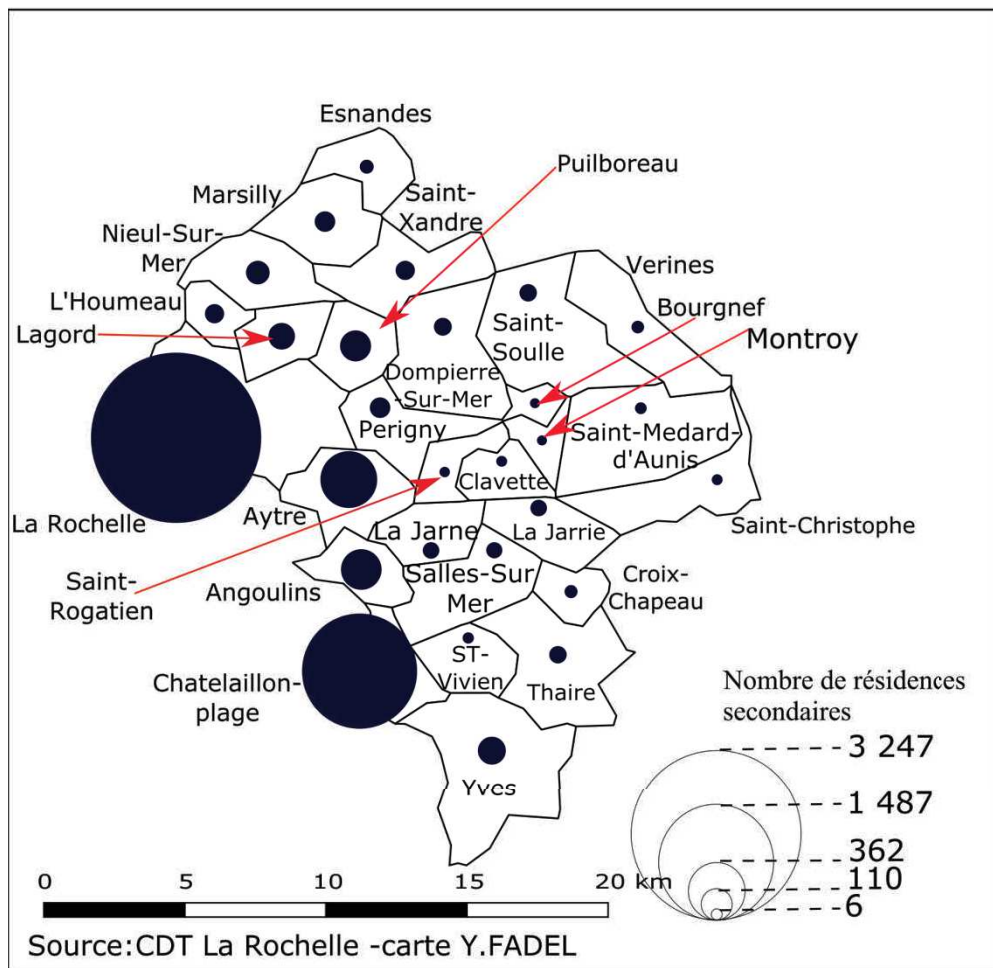 Esnandes
Puilboreau
Marsilly
Saint-
Xandre
Nieul-Sur-
Mer
Verines
L'Houmeau
Bourgnef
Lagord
Saint-
Soulle
Montroy
Dompierre
-Sur-Mer
Perigny
Saint-Medard-
d'Aunis
Clavette
La Rochelle
Aytre
La Jarne
La Jarrie
Saint-Christophe
Saint-
Rogatien
Angoulins
Salles-Sur
Mer
Croix-
Chapeau
ST-
Vivien
Thaire
Chatelaillon-
plage
Yves
Nombre de résidences
secondaires
3 247
1 487
362
110
6
0 5 10 15 20 km
Source:CDT La Rochelle -carte Y.FADEL